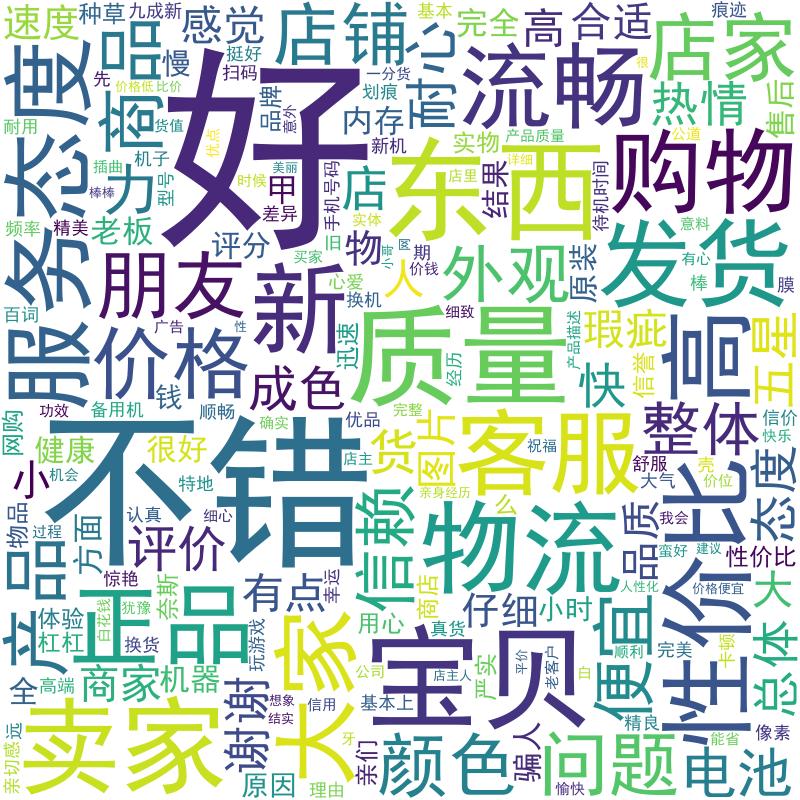 速度
种草
九成新
感觉
店铺
基本
完全
高
合适
痕迹
店家
商品
慢
挺好
扫码
一分货
划痕
耐心
流畅
很
先
价格低
比价
品牌
意外
内存
热情
售后
服务态度
耐用
货值
优点
好
实物
产品质量
新机
公道
力
插曲
机子
型号
美丽
甲
手机号码
店
东西
详细
店里
结果
待机时间
购物
棒棒
时候
差异
频率
精美
老板
评分
买家
旧
实体
物
小哥
网
期
价钱
人
外观
原装
发货
意料
有心
棒
膜
朋友
新
心爱
换机
百词
广告
性
迅速
细致
质量
经历
产品描述
瑕疵
信誉
高
五星
价格
成色
钱
快
网购
功效
备用机
顺畅
确实
优品
完整
图片
客服
整体
信价
快乐
健康
很好
不错
店主
货
祝福
舒服
壳
大气
价位
小
机会
特地
亲身经历
么
信赖
物流
品质
我会
比
态度
物品
过程
方面
认真
细心
评价
蛮好
建议
性价比
产品
惊艳
奈斯
有点
幸运
商店
仔细
小时
人性化
价格便宜
大
体验
白花钱
犹豫
正品
玩游戏
大家
用心
真货
宝贝
便宜
顺利
完美
卡顿
杠杠
换货
严实
平价
老客户
性价
总体
全
高端
商家
机器
谢谢
公司
基本上
店主人
白
精良
像素
亲切感
远
卖家
想象
结实
信用
牙
原因
理由
亲们
颜色
骗人
愉快
问题
电池
能省